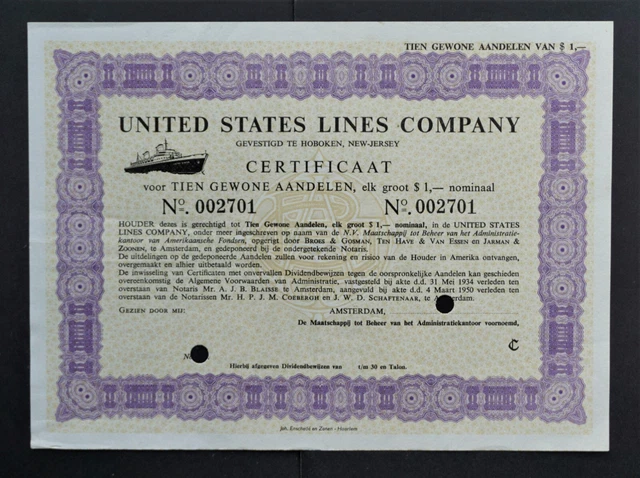 TIEN GEWONE AANDELEN VAN $ 1,—
UNITED STATES LINES COMPANY
GEVESTIGD TE HOBOKEN, NEW-JERSEY
CERTIFICAAT
voor TIEN GEWONE AANDELEN, elk groot $ 1,— nominaal
No. 002701 No. 002701
HOUDER dezes is gerechtigd tot Tien Gewone Aandelen, elk groot $ 1,— nominaal, in de UNITED STATES
LINES COMPANY, onder meer ingeschreven op naam van de N.V. Maatschappij tot Beheer van het Administratie-
kantoor van Amerikaansche Fondsen, opgerigt door BROES & GOSMAN, TEN HAVE & VAN ESSEN en JARMAN &
ZOONEN, te Amsterdam, en gedeponeerd bij de ondergetekende Notaris.
De uitdelingen op de gedeponeerde Aandelen zullen voor rekening en risico van de Houder in Amerika ontvangen,
overgemaakt en alhier uitbetaald worden.
De inwisseling van Certificaten met onvervallen Dividendbewijzen tegen de oorspronkelijke Aandelen kan geschieden
overeenkomstig de Algemene Voorwaarden van Administratie, vastgesteld bij akte d.d. 31 Mei 1934 verleden ten
overstaan van Notaris Mr. A. J. B. BLAISSE te Amsterdam, aangevuld bij akte d.d. 4 Maart 1950 verleden ten
overstaan van de Notarissen Mr. H. P. J. M. COEBERGH en J. W. D. SCHAFTENAAR, te A rdam.
GEZIEN DOOR MIJ: AMSTERDAM,
De Maatschappij tot Beheer van het Administratiekantoor voornoemd,
C
N
Hierbij afgegeven Dividendbewijzen van t/m 30 en Talon.
Joh. Enschedé en Zonen - Haarlem